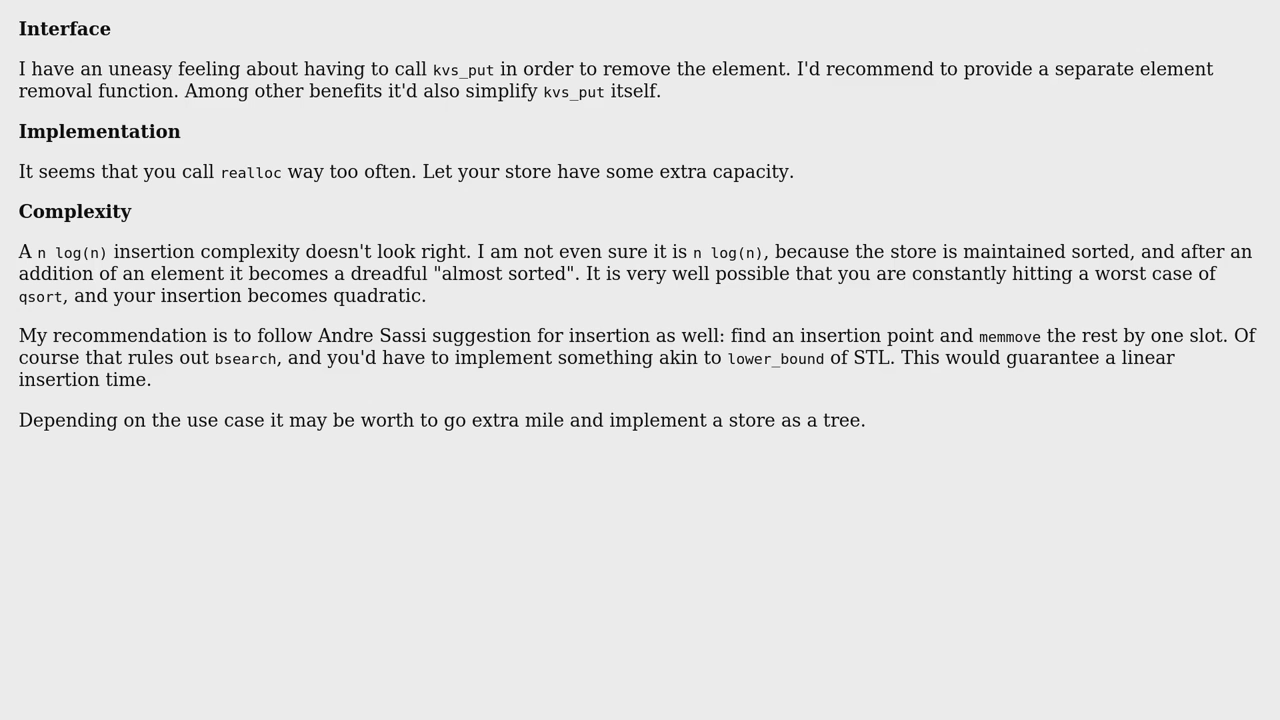 Interface
I have an uneasy feeling about having to call kvs_put in order to remove the element. I'd recommend to provide a separate element
removal function. Among other benefits it'd also simplify kvs_put itself.
Implementation
It seems that you call realloc way too often. Let your store have some extra capacity.
Complexity
A n log(n) insertion complexity doesn't look right. I am not even sure it is n log(n), because the store is maintained sorted, and after an
addition of an element it becomes a dreadful "almost sorted". It is very well possible that you are constantly hitting a worst case of
qsort, and your insertion becomes quadratic.
My recommendation is to follow Andre Sassi suggestion for insertion as well: find an insertion point and memmove the rest by one slot. Of
course that rules out bsearch, and you'd have to implement something akin to lower_bound of STL. This would guarantee a linear
insertion time.
Depending on the use case it may be worth to go extra mile and implement a store as a tree.